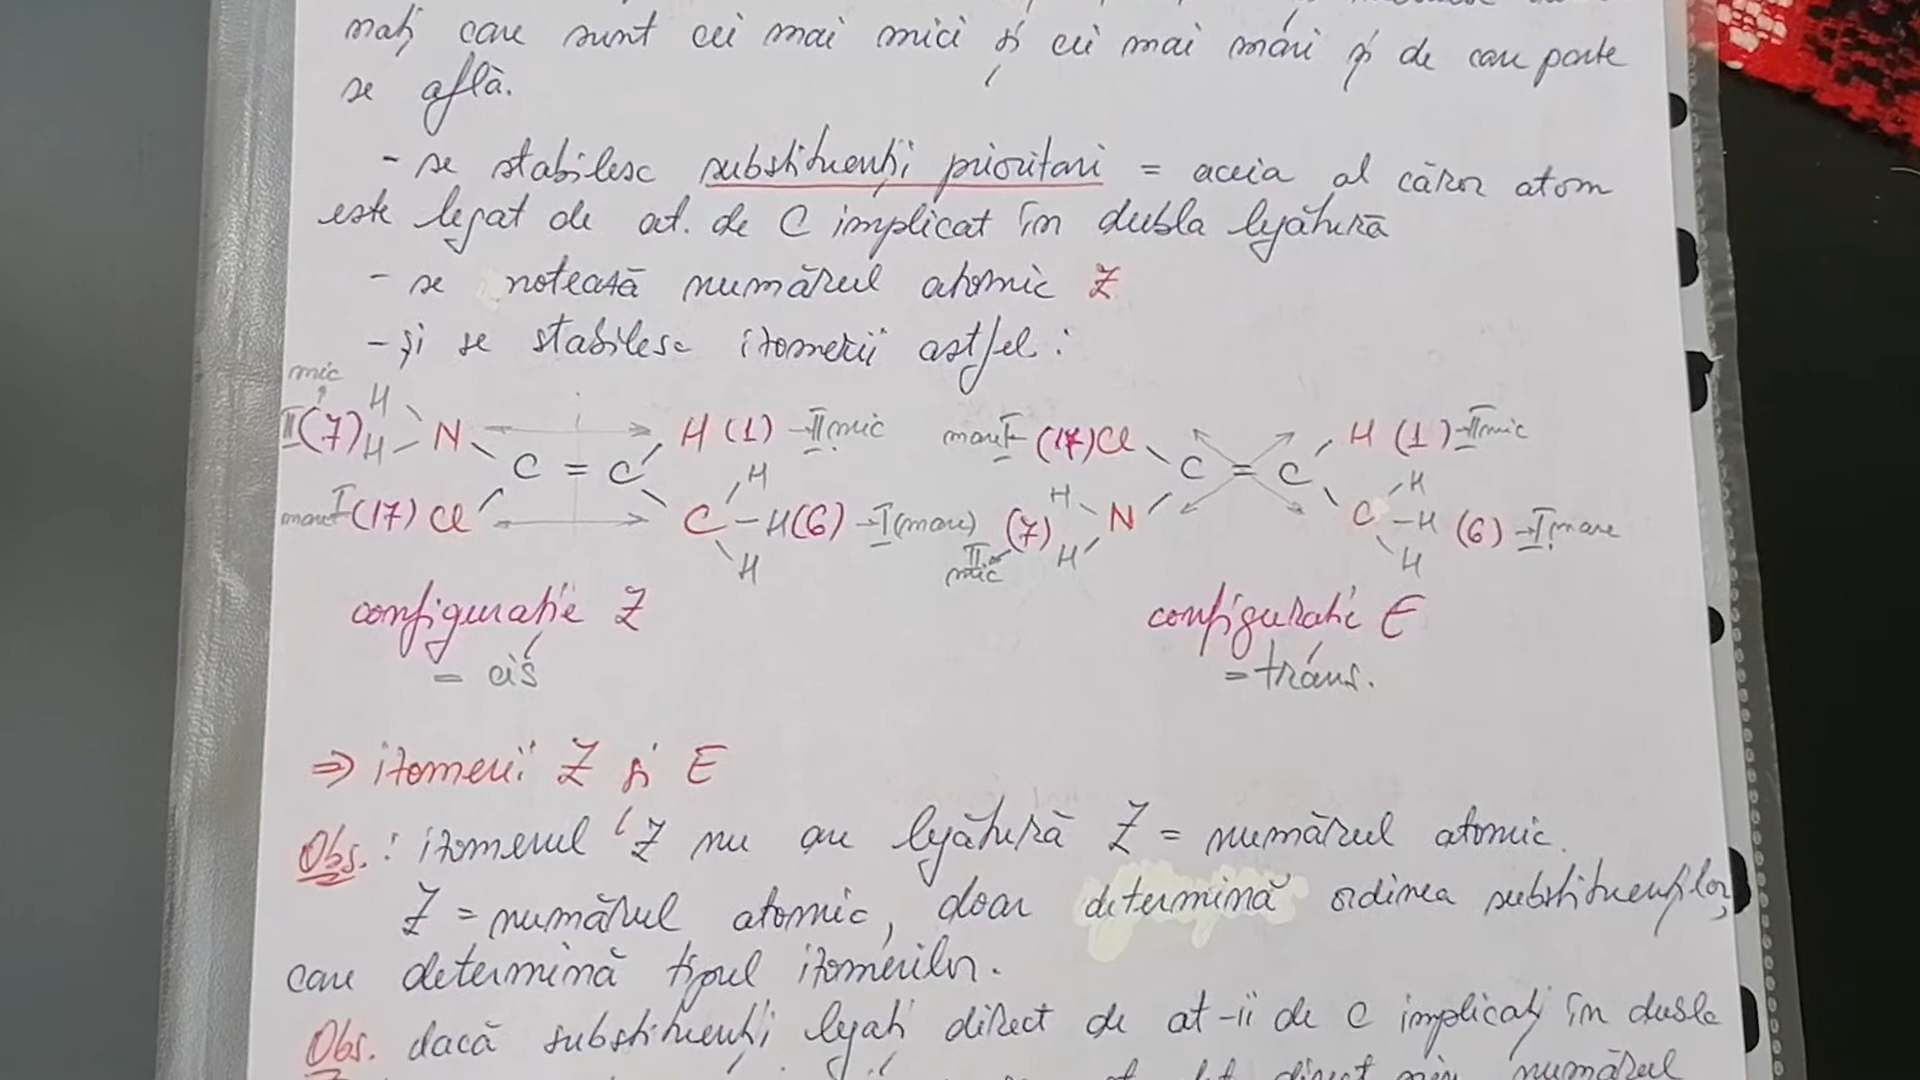 mați care sunt cei mai mici și cei mai mari și de care parte
se află.
- se stabilesc substituenți prioritari = aceia al căror atom
este legat de at. de C implicat în dubla legătură
- se notează numărul atomic Z
- și se stabilesc izomerii astfel:
mic
II(7) H H N H (1) → II mic mare I (17) Cl H (1) → II mic
C = C C = C
mare I (17) Cl C H H H (6) → I (mare) II mic (7) H H N C H H H (6) → I mare
configurație Z configurație E
= cis = trans.
⇒ izomerii Z și E
Obs.: izomerul Z nu au legătură Z = numărul atomic.
Z = numărul atomic, doar determină ordinea substituenților,
care determină tipul izomerilor.
Obs. dacă substituenți legați direct de at-ii de C implicați în dubla
direct numărul